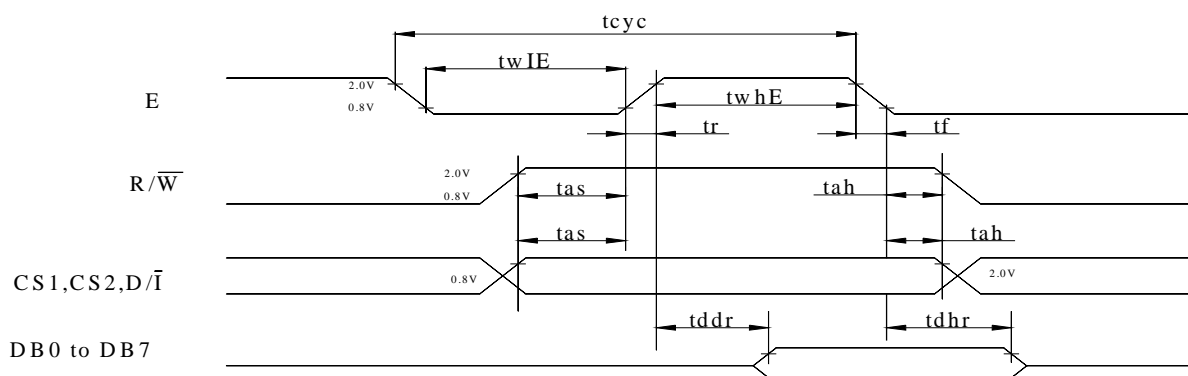 tcyc
twIE
E
2.0V
0.8V
twhE
tr
tf
R/W̅
2.0V
0.8V
tas
tah
tas
tah
CS1,CS2,D/I̅
0.8V
2.0V
tddr
tdhr
DB0 to DB7